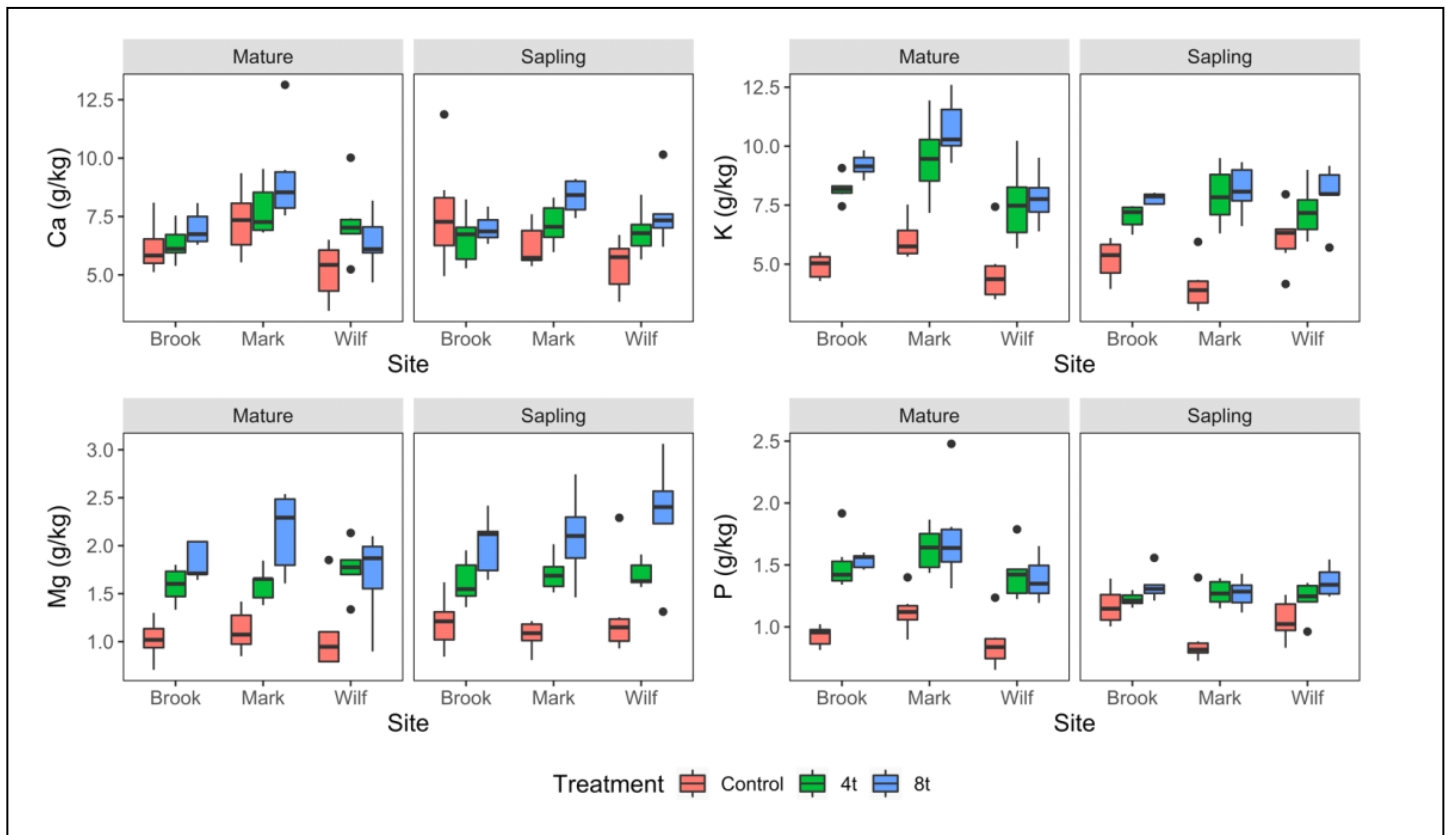 Mature Sapling
12.5
10.0
7.5
5.0
Ca (g/kg)
Brook Mark Wilf Brook Mark Wilf
Site
Mature Sapling
12.5
10.0
7.5
5.0
K (g/kg)
Brook Mark Wilf Brook Mark Wilf
Site
Mature Sapling
3.0
2.5
2.0
1.5
1.0
Mg (g/kg)
Brook Mark Wilf Brook Mark Wilf
Site
Mature Sapling
2.5
2.0
1.5
1.0
P (g/kg)
Brook Mark Wilf Brook Mark Wilf
Site
Treatment Control 4t 8t